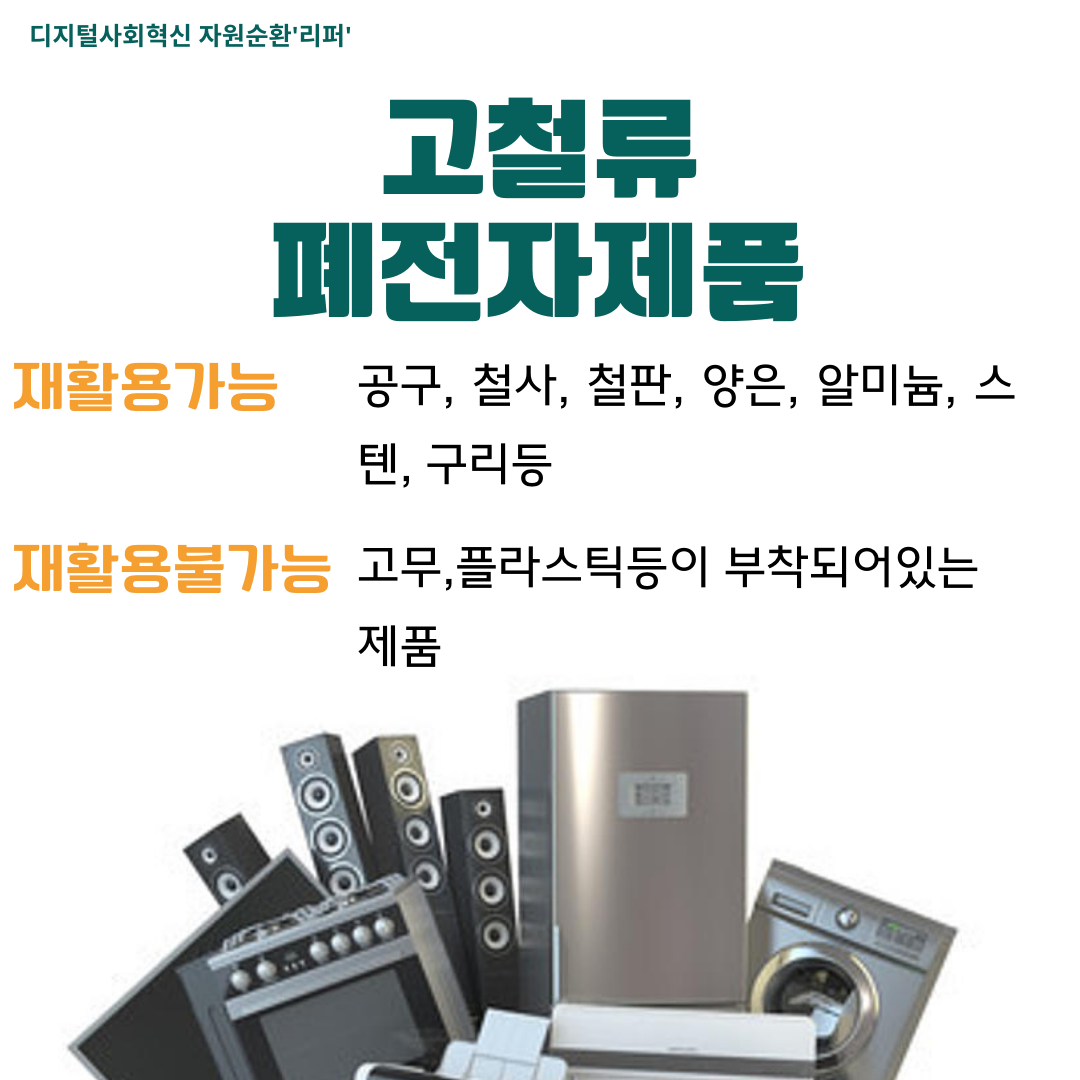 디지털사회혁신 자원순환'리퍼'
고철류
폐전자제품
재활용가능
공구, 철사, 철판, 양은, 알미늄, 스
텐, 구리등
재활용불가능
고무,플라스틱등이 부착되어있는
제품